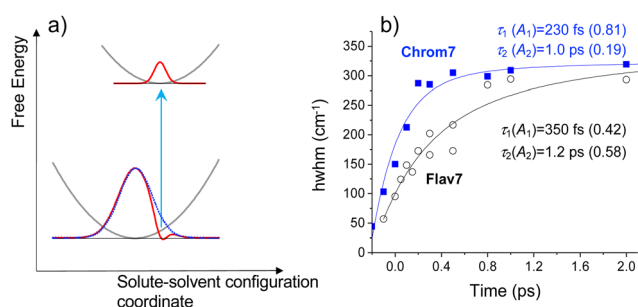 a)
Free Energy
Solute-solvent configuration
coordinate
b)
τ1 (A1)=230 fs (0.81)
τ2 (A2)=1.0 ps (0.19)
Chrom7
τ1(A1)=350 fs (0.42)
τ2(A2)=1.2 ps (0.58)
Flav7
hwhm (cm⁻¹)
350
300
250
200
150
100
50
0
0.0 0.4 0.8 1.2 1.6 2.0
Time (ps)